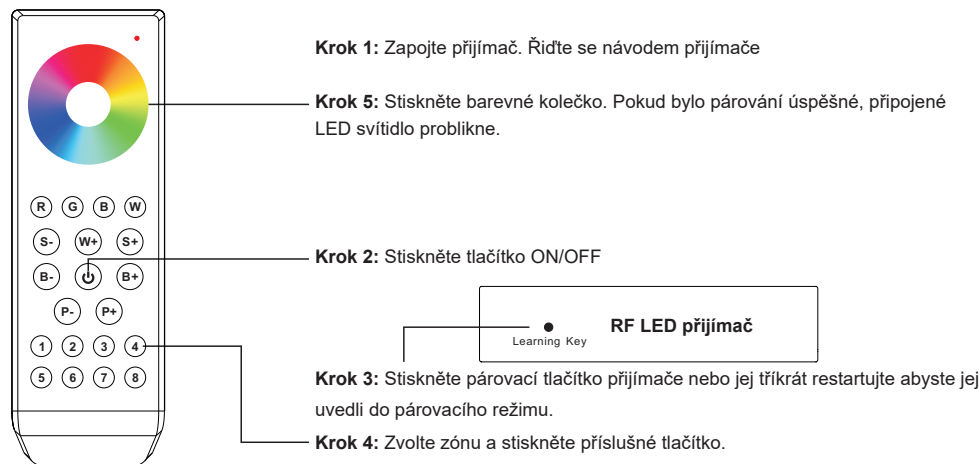 Krok 1: Zapojte přijímač. Řiďte se návodem přijímače
Krok 5: Stiskněte barevné kolečko. Pokud bylo párování úspěšné, připojené
LED svítidlo problikne.
R G B W
S- W+ S+
Krok 2: Stiskněte tlačítko ON/OFF
B- B+
P- P+
RF LED přijímač
Learning Key
1 2 3 4
5 6 7 8
Krok 3: Stiskněte párovací tlačítko přijímače nebo jej tříkrát restartujte abyste jej
uvedli do párovacího režimu.
Krok 4: Zvolte zónu a stiskněte příslušné tlačítko.